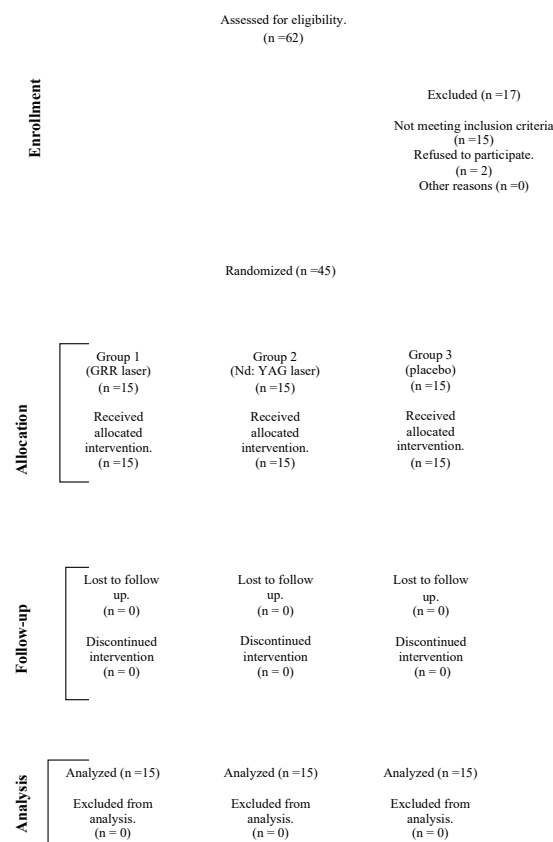 Assessed for eligibility.
(n =62)
Enrollment
Excluded (n =17)
Not meeting inclusion criteria
(n =15)
Refused to participate.
(n = 2)
Other reasons (n =0)
Randomized (n =45)
Allocation
Group 1
(GRR laser)
(n =15)
Received
allocated
intervention.
(n =15)
Group 2
(Nd: YAG laser)
(n =15)
Received
allocated
intervention.
(n =15)
Group 3
(placebo)
(n =15)
Received
allocated
intervention.
(n =15)
Follow-up
Lost to follow
up.
(n = 0)
Discontinued
intervention
(n = 0)
Lost to follow
up.
(n = 0)
Discontinued
intervention
(n = 0)
Lost to follow
up.
(n = 0)
Discontinued
intervention
(n = 0)
Analysis
Analyzed (n =15)
Excluded from
analysis.
(n = 0)
Analyzed (n =15)
Excluded from
analysis.
(n = 0)
Analyzed (n =15)
Excluded from
analysis.
(n = 0)